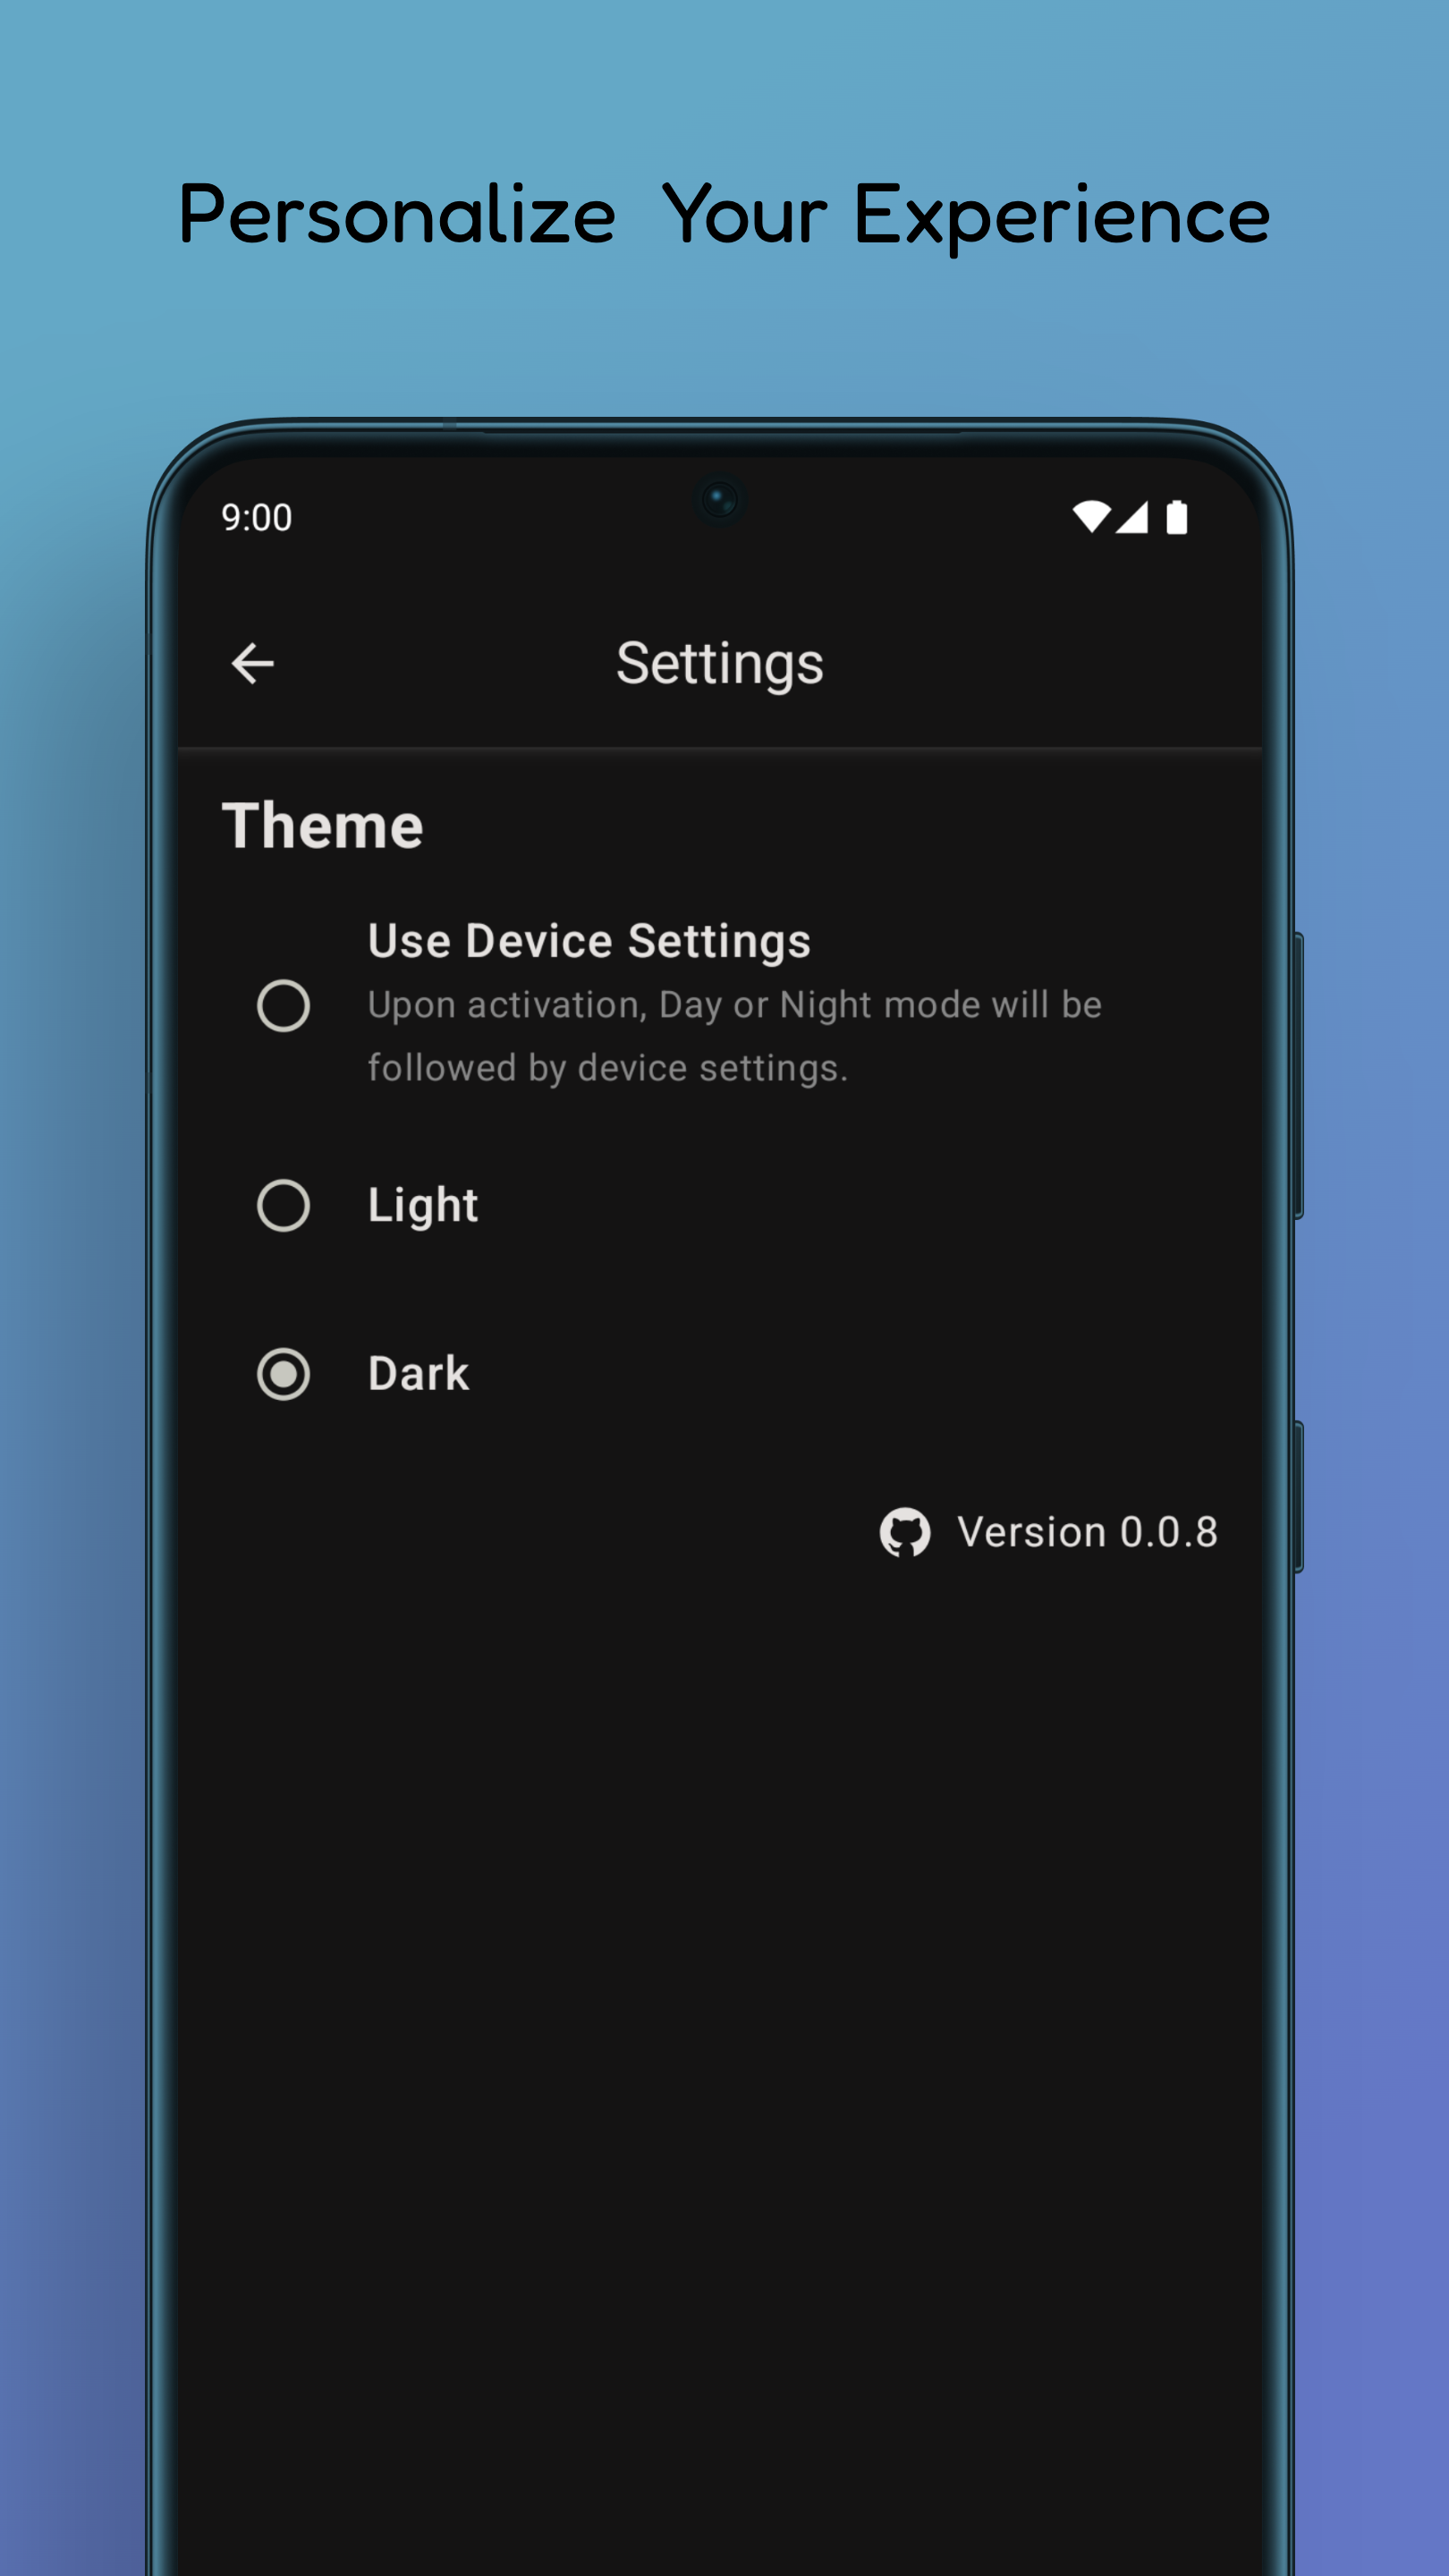 Personalize  Your Experience
9:00
Settings
Theme
Use Device Settings
Upon activation, Day or Night mode will be
followed by device settings.
Light
Dark
Version 0.0.8